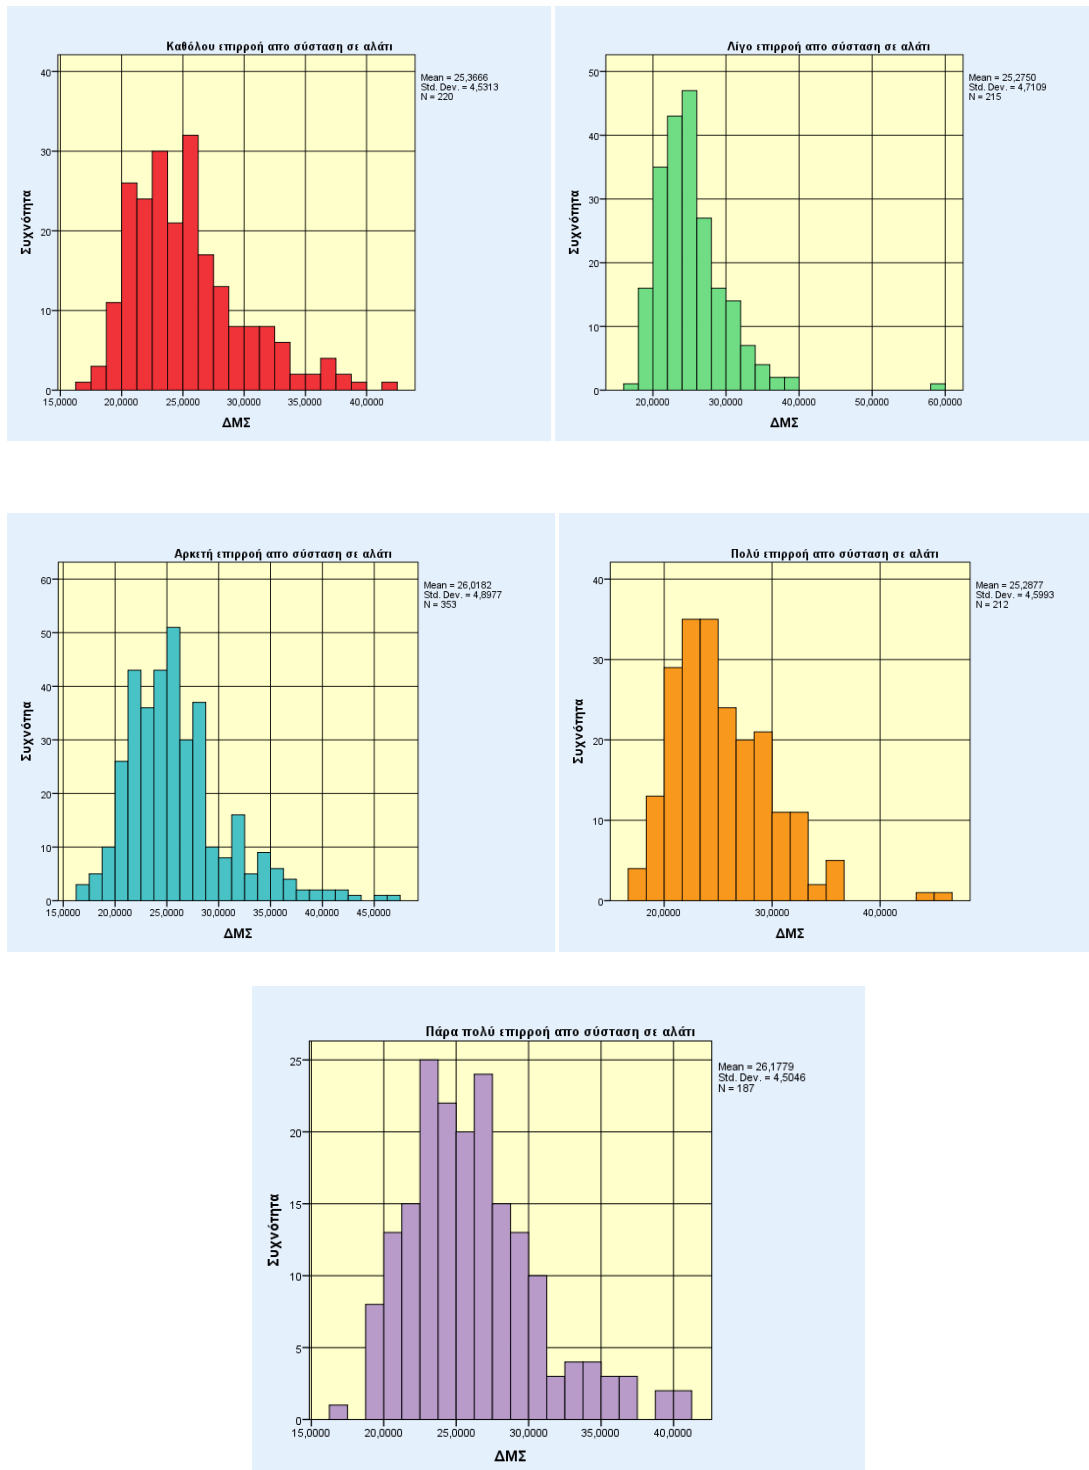 Καθόλου επιρροή απο σύσταση σε αλάτι
Mean = 25,3666
Std. Dev. = 4,5313
N = 220
40
30
20
10
0
Συχνότητα
15,0000 20,0000 25,0000 30,0000 35,0000 40,0000
ΔΜΣ
Λίγο επιρροή απο σύσταση σε αλάτι
Mean = 25,2750
Std. Dev. = 4,7109
N = 215
50
40
30
20
10
0
Συχνότητα
20,0000 30,0000 40,0000 50,0000 60,0000
ΔΜΣ
Αρκετή επιρροή απο σύσταση σε αλάτι
Mean = 26,0182
Std. Dev. = 4,8977
N = 353
60
50
40
30
20
10
0
Συχνότηα
15,0000 20,0000 25,0000 30,0000 35,0000 40,0000 45,0000
ΔΜΣ
Πολύ επιρροή απο σύσταση σε αλάτι
Mean = 25,2877
Std. Dev. = 4,5993
N = 212
40
30
20
10
0
Συχνότητα
20,0000 30,0000 40,0000
ΔΜΣ
Πάρα πολύ επιρροή απο σύσταση σε αλάτι
Mean = 26,1779
Std. Dev. = 4,5046
N = 187
25
20
15
10
5
0
Συχνότητα
15,0000 20,0000 25,0000 30,0000 35,0000 40,0000
ΔΜΣ